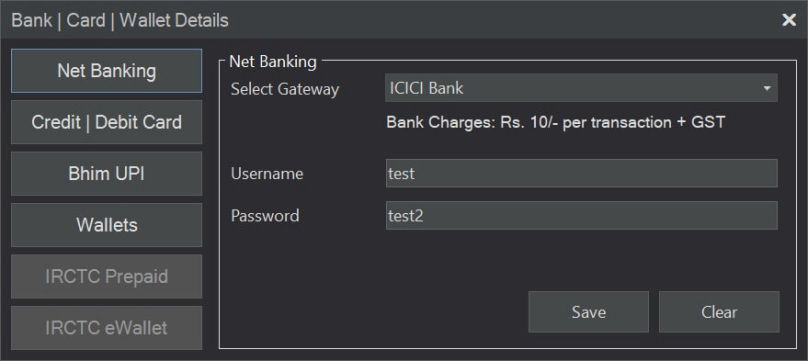 Bank | Card | Wallet Details
Net Banking
Credit | Debit Card
Bhim UPI
Wallets
IRCTC Prepaid
IRCTC eWallet
Net Banking
Select Gateway ICICI Bank
Bank Charges: Rs. 10/- per transaction + GST
Username test
Password test2
Save Clear